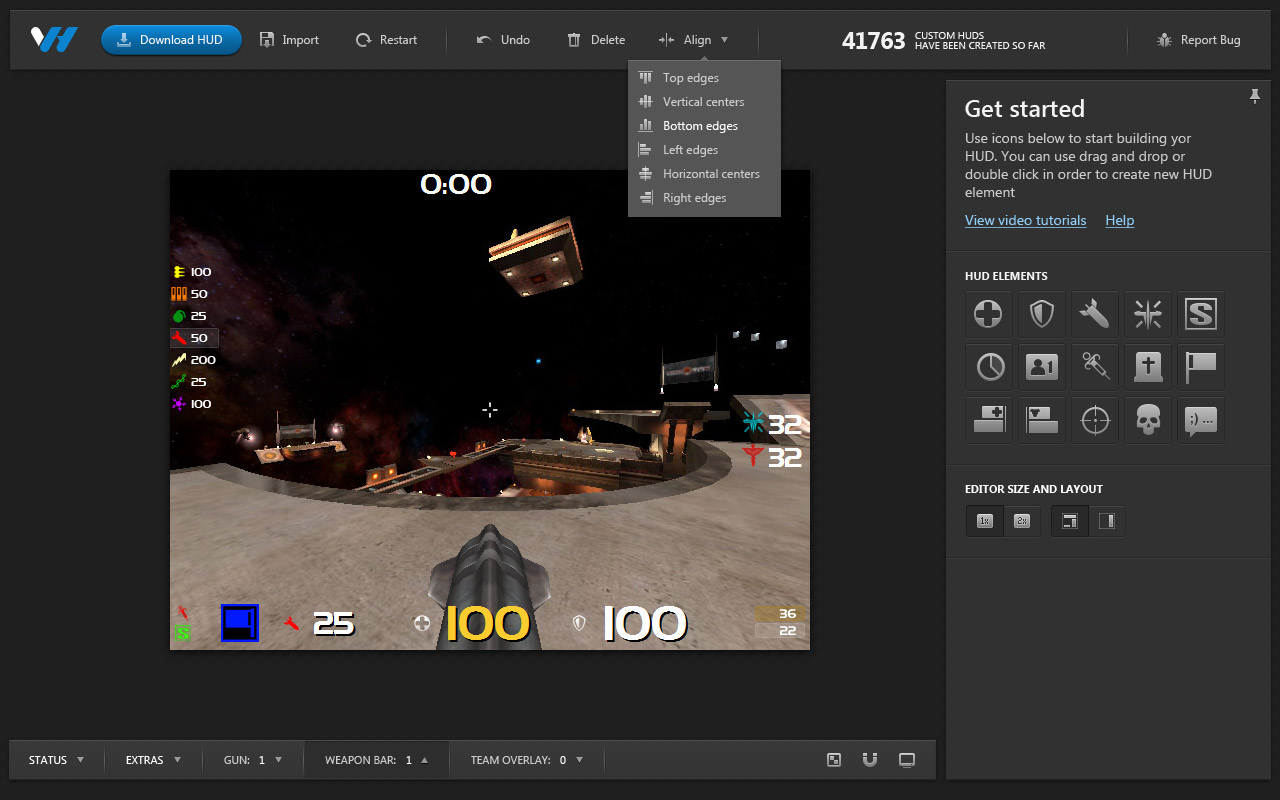 Download HUD
Import
Restart
Undo
Delete
Align
41763 CUSTOM HUDS
HAVE BEEN CREATED SO FAR
Report Bug
Top edges
Vertical centers
Bottom edges
Left edges
Horizontal centers
Right edges
Get started
Use icons below to start building yor
HUD. You can use drag and drop or
double click in order to create new HUD
element
View video tutorials Help
HUD ELEMENTS
S
1
;) ...
EDITOR SIZE AND LAYOUT
1x 2x
0:00
100
50
25
50
200
25
100
32
32
S
25
100
100
36
22
STATUS
EXTRAS
GUN: 1
WEAPON BAR: 1
TEAM OVERLAY: 0